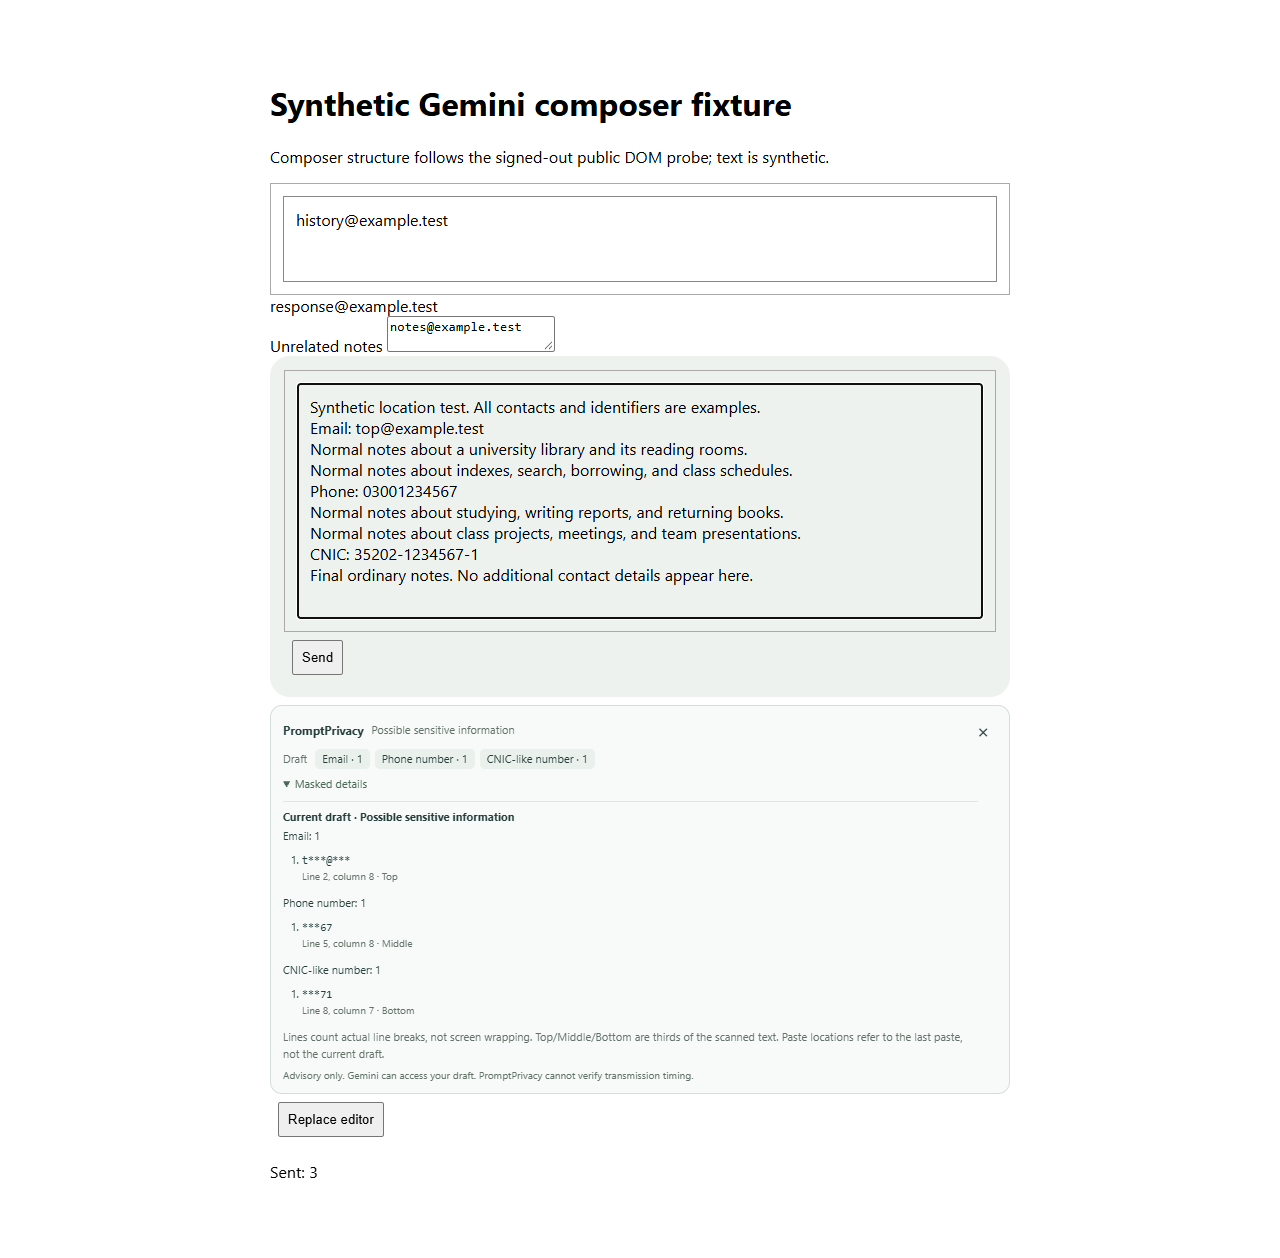 Synthetic Gemini composer fixture
Composer structure follows the signed-out public DOM probe; text is synthetic.
history@example.test
response@example.test
Unrelated notes notes@example.test
Synthetic location test. All contacts and identifiers are examples.
Email: top@example.test
Normal notes about a university library and its reading rooms.
Normal notes about indexes, search, borrowing, and class schedules.
Phone: 03001234567
Normal notes about studying, writing reports, and returning books.
Normal notes about class projects, meetings, and team presentations.
CNIC: 35202-1234567-1
Final ordinary notes. No additional contact details appear here.
Send
PromptPrivacy Possible sensitive information ✕
Draft Email · 1 Phone number · 1 CNIC-like number · 1
▼ Masked details
Current draft · Possible sensitive information
Email: 1
1. t***@***
Line 2, column 8 · Top
Phone number: 1
1. ***67
Line 5, column 8 · Middle
CNIC-like number: 1
1. ***71
Line 8, column 7 · Bottom
Lines count actual line breaks, not screen wrapping. Top/Middle/Bottom are thirds of the scanned text. Paste locations refer to the last paste,
not the current draft.
Advisory only. Gemini can access your draft. PromptPrivacy cannot verify transmission timing.
Replace editor
Sent: 3